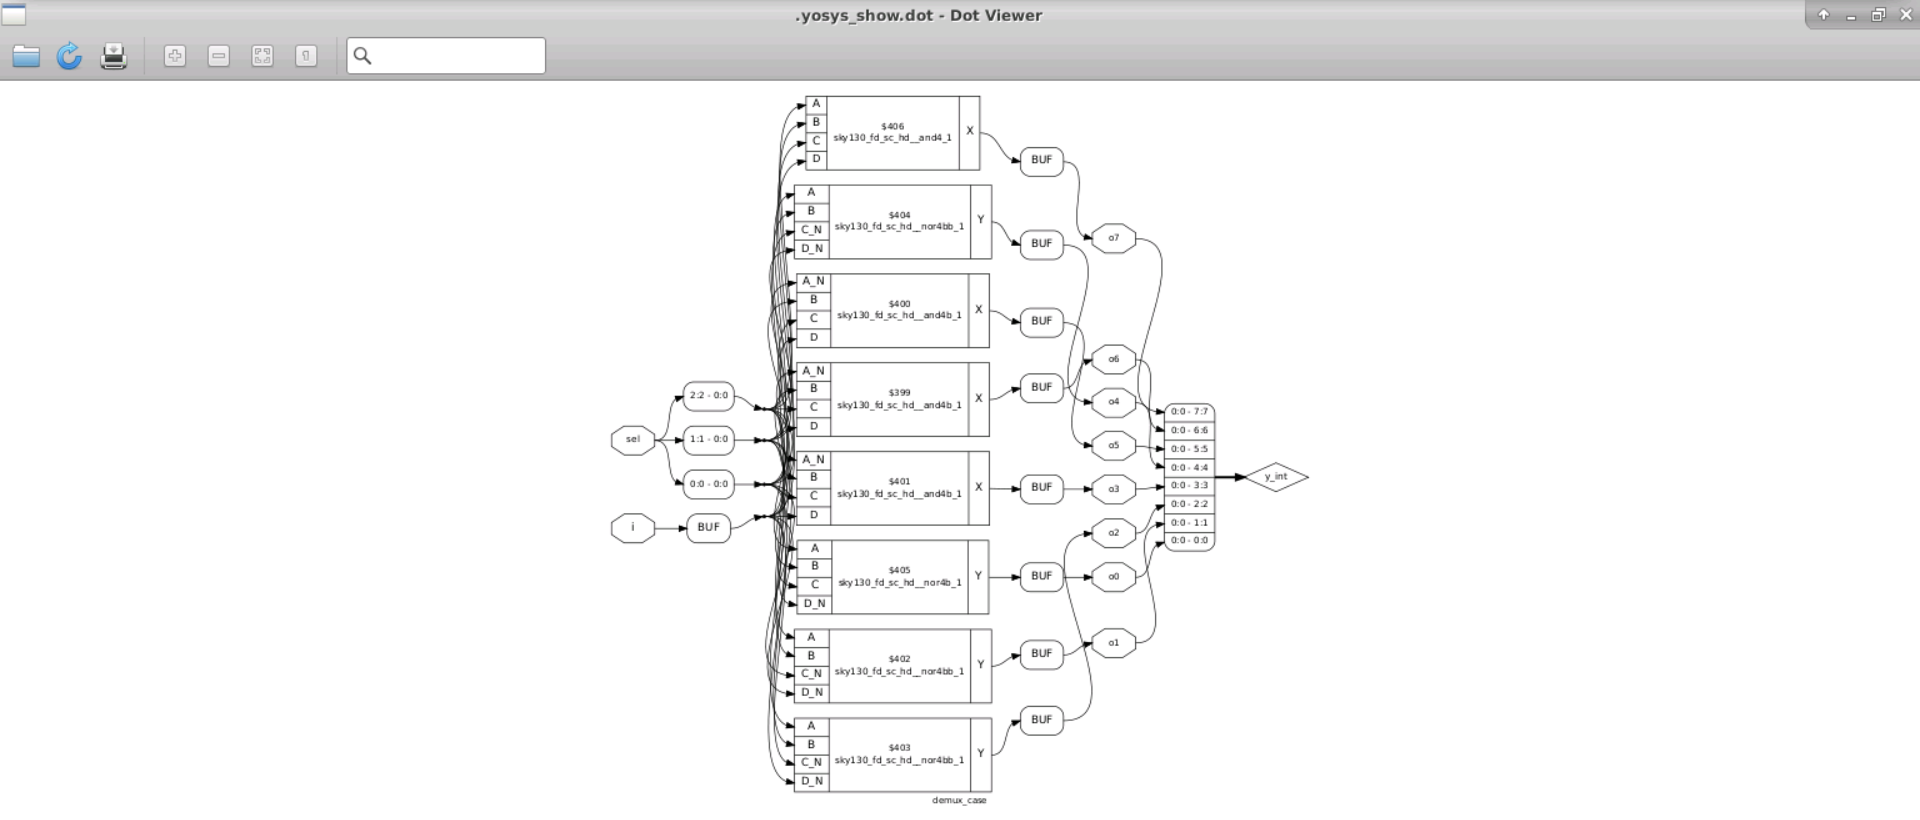 .yosys_show.dot - Dot Viewer
A
B
C
D
$406
sky130_fd_sc_hd__and4_1
X
BUF
A
B
C_N
D_N
$404
sky130_fd_sc_hd__nor4bb_1
Y
BUF
o7
A_N
B
C
D
$400
sky130_fd_sc_hd__and4b_1
X
BUF
A_N
B
C
D
$399
sky130_fd_sc_hd__and4b_1
X
BUF
o6
o4
o5
sel
2:2 - 0:0
1:1 - 0:0
0:0 - 0:0
i
BUF
A_N
B
C
D
$401
sky130_fd_sc_hd__and4b_1
X
BUF
o3
0:0 - 7:7
0:0 - 6:6
0:0 - 5:5
0:0 - 4:4
0:0 - 3:3
0:0 - 2:2
0:0 - 1:1
0:0 - 0:0
y_int
A
B
C
D_N
$405
sky130_fd_sc_hd__nor4b_1
Y
BUF
o2
o0
A
B
C_N
D_N
$402
sky130_fd_sc_hd__nor4bb_1
Y
BUF
o1
A
B
C_N
D_N
$403
sky130_fd_sc_hd__nor4bb_1
Y
BUF
demux_case